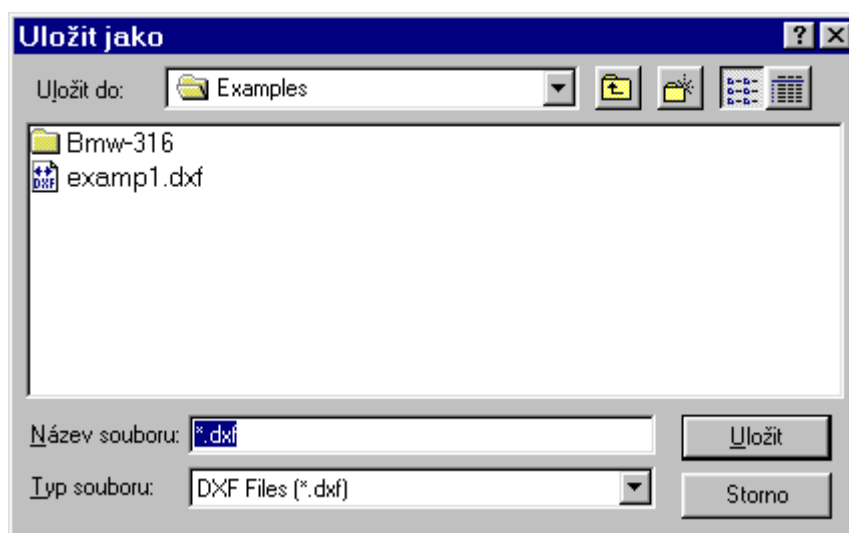 Uložit jako
Uložit do: Examples
Bmw-316
DXF examp1.dxf
Název souboru: *.dxf Uložit
Typ souboru: DXF Files (*.dxf) Storno